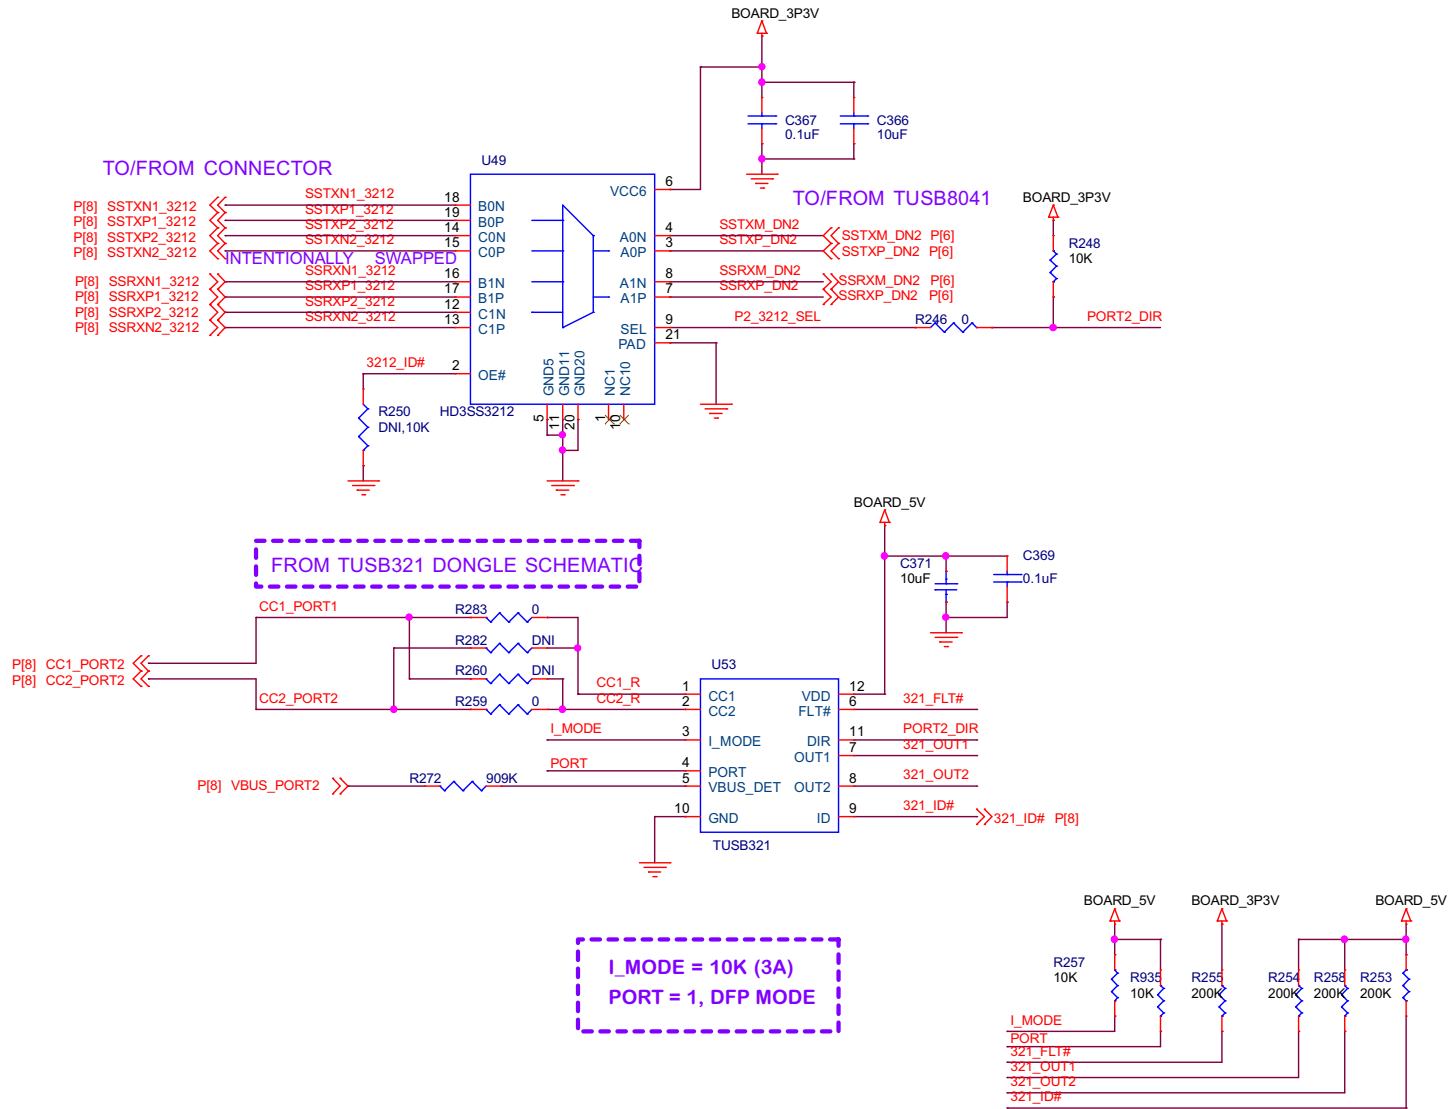 BOARD_3P3V
C367
0.1uF
C366
10uF
TO/FROM CONNECTOR
U49
TO/FROM TUSB8041
BOARD_3P3V
R248
10K
P[8] SSTXN1_3212
P[8] SSTXP1_3212
P[8] SSTXP2_3212
P[8] SSTXN2_3212
SSTXN1_3212
SSTXP1_3212
SSTXP2_3212
SSTXN2_3212
INTENTIONALLY SWAPPED
P[8] SSRXN1_3212
P[8] SSRXP1_3212
P[8] SSRXP2_3212
P[8] SSRXN2_3212
SSRXN1_3212
SSRXP1_3212
SSRXP2_3212
SSRXN2_3212
18 B0N
19 B0P
14 C0N
15 C0P
16 B1N
17 B1P
12 C1N
13 C1P
3212_ID# 2 OE#
VCC6 6
A0N 4 SSTXM_DN2 SSTXM_DN2 P[6]
A0P 3 SSTXP_DN2 SSTXP_DN2 P[6]
A1N 8 SSRXM_DN2 SSRXM_DN2 P[6]
A1P 7 SSRXP_DN2 SSRXP_DN2 P[6]
SEL 9 P2_3212_SEL R246 0 PORT2_DIR
PAD 21
GND5 GND11 GND20 NC1 NC10
5 11 20 1 10
HD3SS3212
R250
DNI,10K
BOARD_5V
C371
10uF
C369
0.1uF
FROM TUSB321 DONGLE SCHEMATIC
CC1_PORT1
R283 0
R282 DNI
P[8] CC1_PORT2
P[8] CC2_PORT2
R260 DNI
CC2_PORT2
R259 0
CC1_R
CC2_R
U53
1 CC1
2 CC2
I_MODE 3 I_MODE
PORT 4 PORT
P[8] VBUS_PORT2 R272 909K 5 VBUS_DET
10 GND
VDD 12
FLT# 6 321_FLT#
DIR 11 PORT2_DIR
OUT1 7 321_OUT1
OUT2 8 321_OUT2
ID 9 321_ID# 321_ID# P[8]
TUSB321
I_MODE = 10K (3A)
PORT = 1, DFP MODE
BOARD_5V
BOARD_3P3V
BOARD_5V
R257
10K
R935
10K
R255
200K
R254
200K
R258
200K
R253
200K
I_MODE
PORT
321_FLT#
321_OUT1
321_OUT2
321_ID#